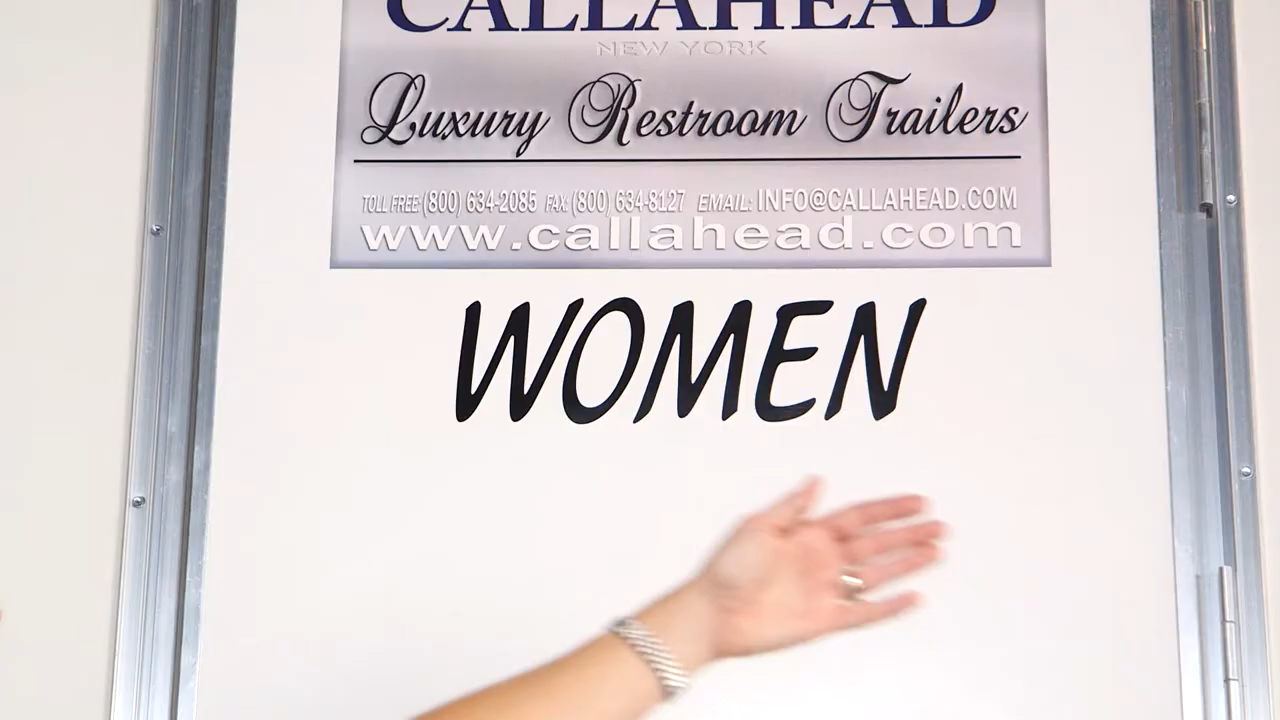 CALLAHEAD
NEW YORK
Luxury Restroom Trailers
TOLL FREE: (800) 634-2085 FAX: (800) 634-8127 EMAIL: INFO@CALLAHEAD.COM
www.callahead.com
WOMEN